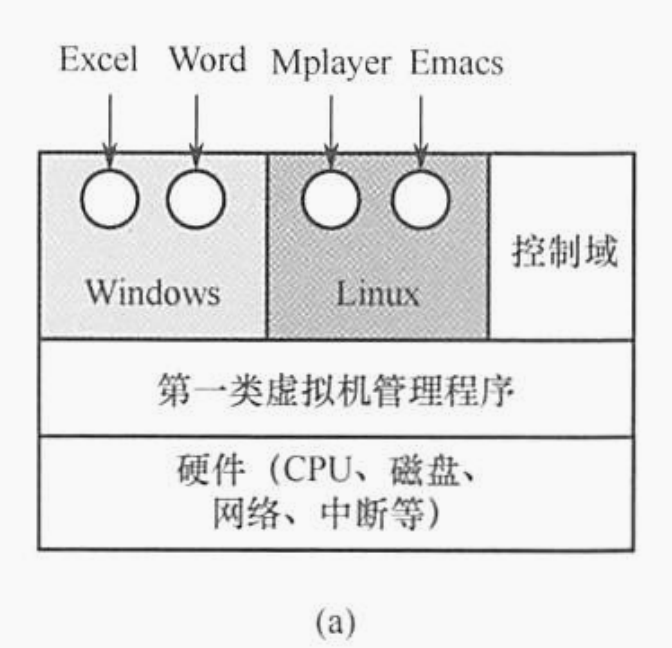 Excel Word Mplayer Emacs
Windows
Linux
控制域
第一类虚拟机管理程序
硬件（CPU、磁盘、
网络、中断等）
(a)